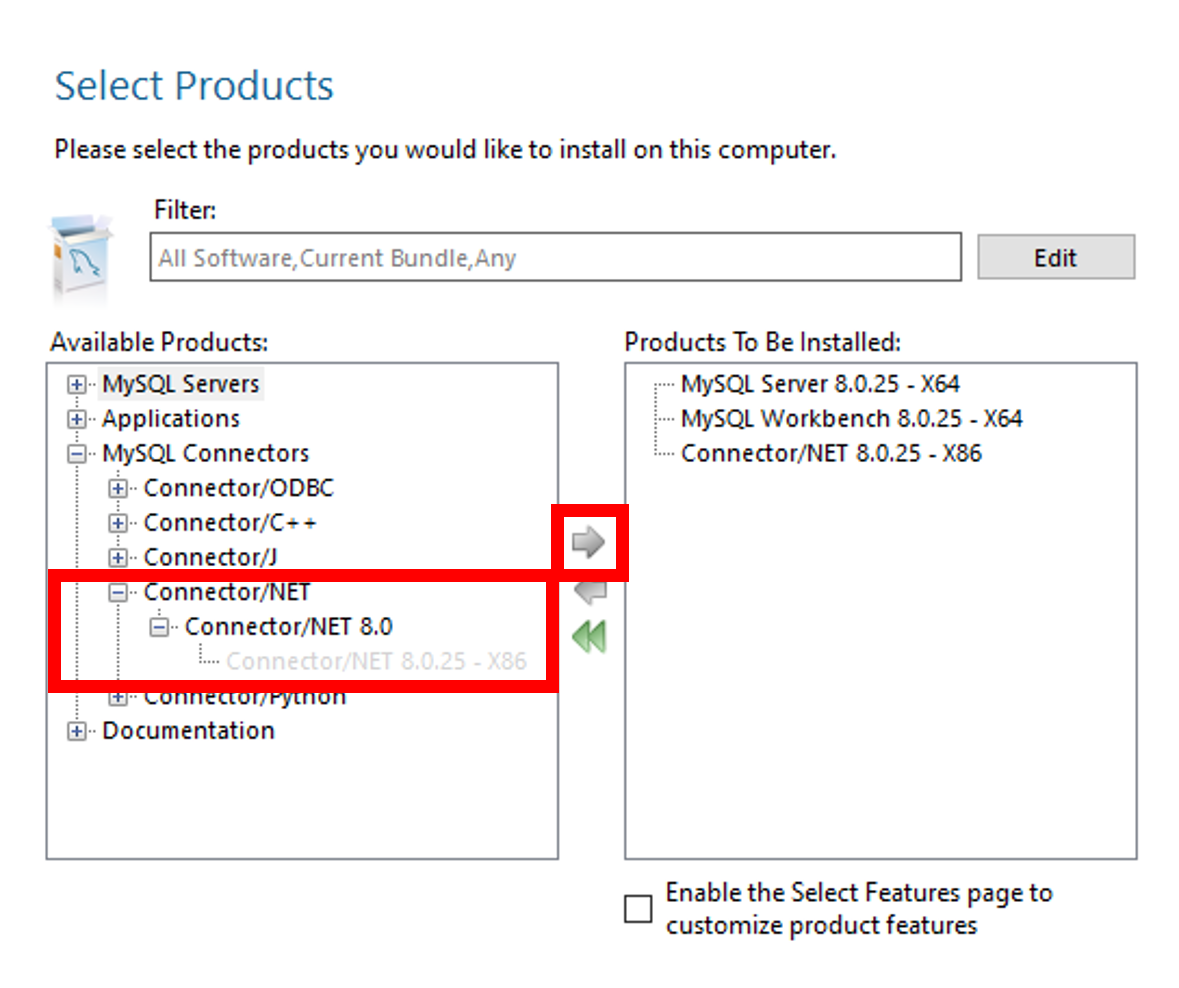 Select Products
Please select the products you would like to install on this computer.
Filter:
All Software,Current Bundle,Any
Edit
Available Products:
MySQL Servers
Applications
MySQL Connectors
Connector/ODBC
Connector/C++
Connector/J
Connector/NET
Connector/NET 8.0
Connector/NET 8.0.25 - X86
Connector/Python
Documentation
Products To Be Installed:
MySQL Server 8.0.25 - X64
MySQL Workbench 8.0.25 - X64
Connector/NET 8.0.25 - X86
Enable the Select Features page to
customize product features